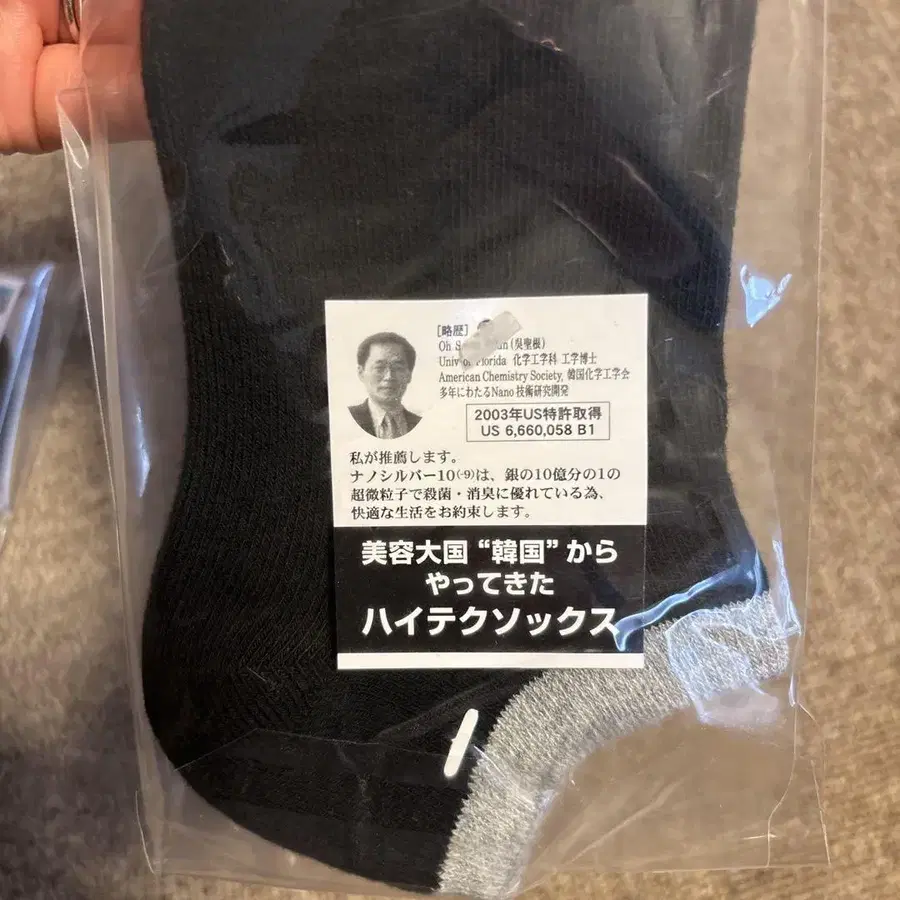 [略歴]
Oh (呉聖根)
Univ of Florida 化学工学科 工学博士
American Chemistry Society, 韓国化学工学会
多年にわたるNano技術研究開発
2003年US特許取得
US 6,660,058 B1
私が推薦します。
ナノシルバー10(-9)は、銀の10億分の1の
超微粒子で殺菌・消臭に優れている為、
快適な生活をお約束します。
美容大国“韓国”から
やってきた
ハイテクソックス